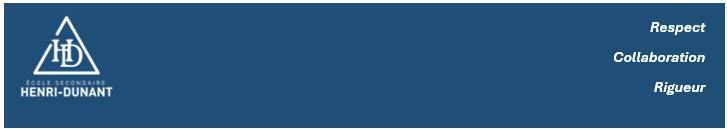 HD
ÉCOLE SECONDAIRE
HENRI-DUNANT
Respect
Collaboration
Rigueur